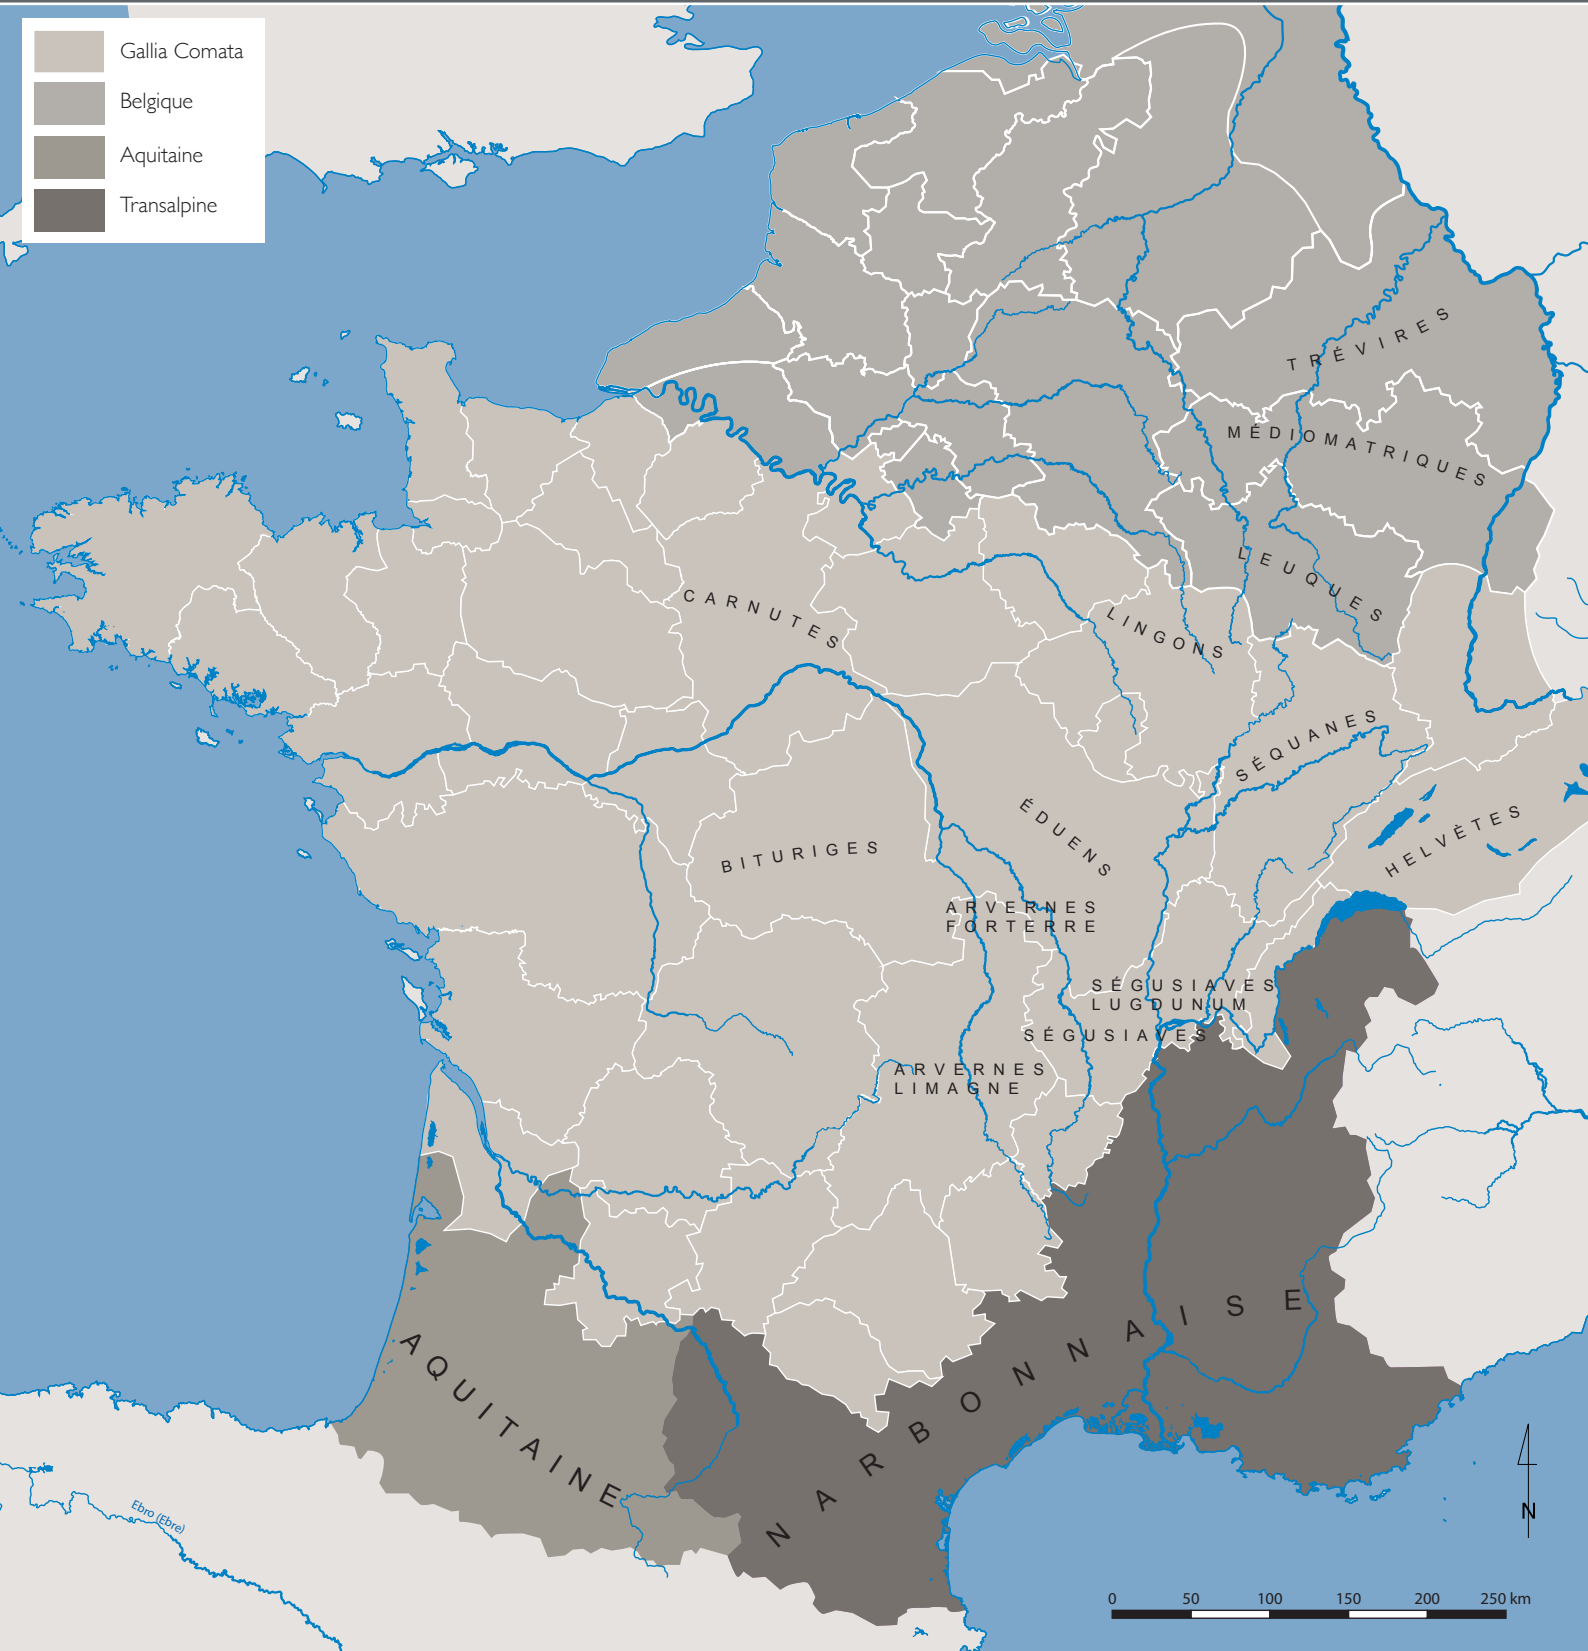 Gallia Comata
Belgique
Aquitaine
Transalpine
TRÉVIRES
MÉDIOMATRIQUES
LEUQUES
CARNUTES
LINGONS
SÉQUANES
ÉDUENS
HELVÈTES
BITURIGES
ARVERNES
FORTERRE
SÉGUSIAVES
LUGDUNUM
SÉGUSIAVES
ARVERNES
LIMAGNE
AQUITAINE
NARBONNAISE
Ebro (Ebre)
N
0 50 100 150 200 250 km